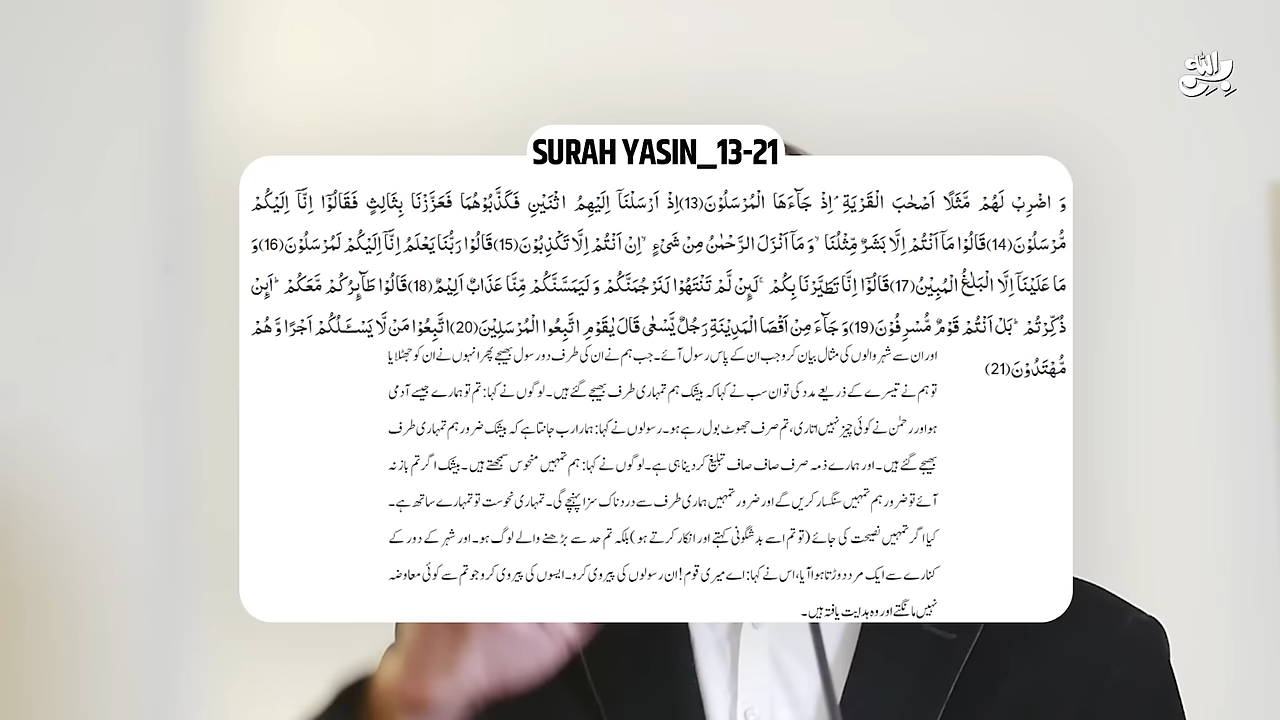 بسم اللہ
SURAH YASIN_13-21
وَ اضْرِبْ لَهُمْ مَّثَلًا اَصْحٰبَ الْقَرْیَةِ ۘ اِذْ جَآءَهَا الْمُرْسَلُوْنَ(13)اِذْ اَرْسَلْنَاۤ اِلَیْهِمُ اثْنَیْنِ فَكَذَّبُوْهُمَا فَعَزَّزْنَا بِثَالِثٍ فَقَالُوْۤا اِنَّاۤ اِلَیْكُمْ
مُّرْسَلُوْنَ(14)قَالُوْا مَاۤ اَنْتُمْ اِلَّا بَشَرٌ مِّثْلُنَا ۙ وَ مَاۤ اَنْزَلَ الرَّحْمٰنُ مِنْ شَیْءٍ ۙ اِنْ اَنْتُمْ اِلَّا تَكْذِبُوْنَ(15)قَالُوْا رَبُّنَا یَعْلَمُ اِنَّاۤ اِلَیْكُمْ لَمُرْسَلُوْنَ(16)وَ
مَا عَلَیْنَاۤ اِلَّا الْبَلٰغُ الْمُبِیْنُ(17)قَالُوْۤا اِنَّا تَطَیَّرْنَا بِكُمْ ۚ لَىِٕنْ لَّمْ تَنْتَهُوْا لَنَرْجُمَنَّكُمْ وَ لَیَمَسَّنَّكُمْ مِّنَّا عَذَابٌ اَلِیْمٌ(18)قَالُوْا طَآىِٕرُكُمْ مَّعَكُمْ ؕ اَىِٕنْ
ذُكِّرْتُمْ ؕ بَلْ اَنْتُمْ قَوْمٌ مُّسْرِفُوْنَ(19)وَ جَآءَ مِنْ اَقْصَا الْمَدِیْنَةِ رَجُلٌ یَّسْعٰى قَالَ یٰقَوْمِ اتَّبِعُوا الْمُرْسَلِیْنَ(20)اتَّبِعُوْا مَنْ لَّا یَسْــٴَـلُكُمْ اَجْرًا وَّ هُمْ
مُّهْتَدُوْنَ(21)
اور ان سے شہر والوں کی مثال بیان کرو جب ان کے پاس رسول آئے۔ جب ہم نے ان کی طرف دو رسول بھیجے پھر انہوں نے ان کو جھٹلایا
تو ہم نے تیسرے کے ذریعے مدد کی تو ان سب نے کہا کہ بیشک ہم تمہاری طرف بھیجے گئے ہیں۔ لوگوں نے کہا: تم تو ہمارے جیسے آدمی
ہو اور رحمٰن نے کوئی چیز نہیں اتاری، تم صرف جھوٹ بول رہے ہو۔ رسولوں نے کہا: ہمارا رب جانتا ہے کہ بیشک ضرور ہم تمہاری طرف
بھیجے گئے ہیں۔ اور ہمارے ذمہ صرف صاف صاف تبلیغ کر دینا ہی ہے۔ لوگوں نے کہا: ہم تمہیں منحوس سمجھتے ہیں۔ بیشک اگر تم باز نہ
آئے تو ضرور ہم تمہیں سنگسار کریں گے اور ضرور تمہیں ہماری طرف سے دردناک سزا پہنچے گی۔ تمہاری نحوست تو تمہارے ساتھ ہے۔
کیا اگر تمہیں نصیحت کی جائے (تو تم اسے بدشگونی کہتے اور انکار کرتے ہو ) بلکہ تم حد سے بڑھنے والے لوگ ہو۔ اور شہر کے دور کے
کنارے سے ایک مرد دوڑتا ہوا آیا، اس نے کہا: اے میری قوم! ان رسولوں کی پیروی کرو۔ ایسوں کی پیروی کرو جو تم سے کوئی معاوضہ
نہیں مانگتے اور وہ ہدایت یافتہ ہیں۔